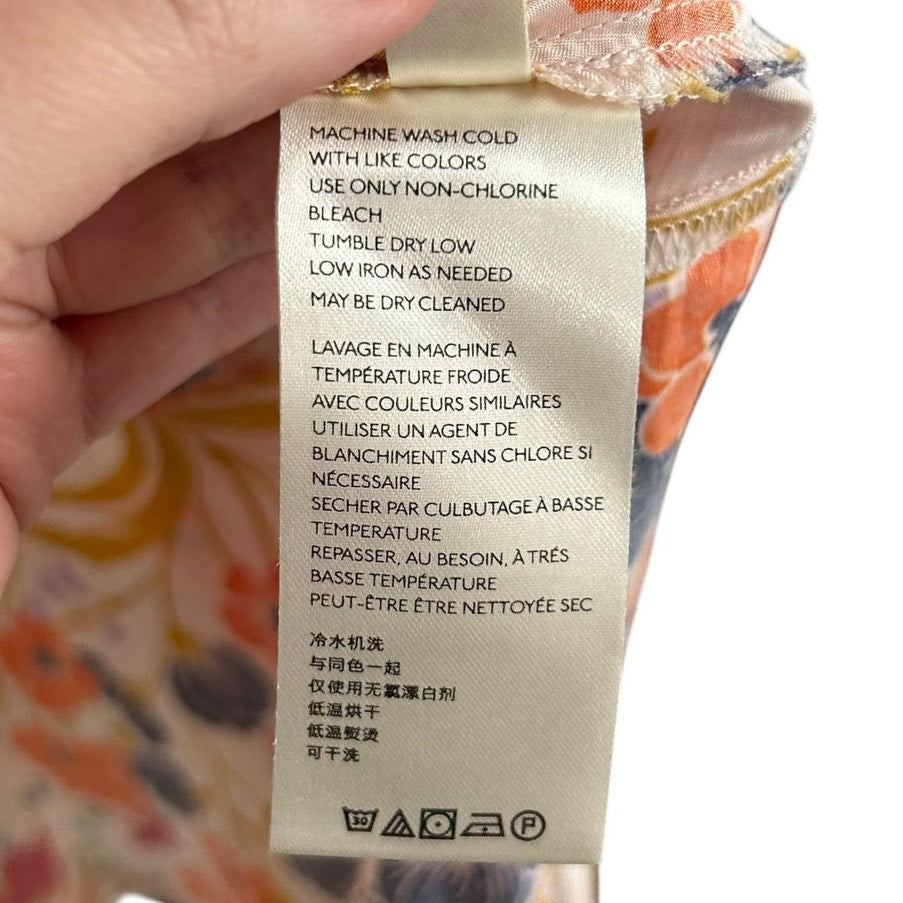 MACHINE WASH COLD
WITH LIKE COLORS
USE ONLY NON-CHLORINE
BLEACH
TUMBLE DRY LOW
LOW IRON AS NEEDED
MAY BE DRY CLEANED
LAVAGE EN MACHINE À
TEMPÉRATURE FROIDE
AVEC COULEURS SIMILAIRES
UTILISER UN AGENT DE
BLANCHIMENT SANS CHLORE SI
NÉCESSAIRE
SECHER PAR CULBUTAGE À BASSE
TEMPERATURE
REPASSER, AU BESOIN, À TRÉS
BASSE TEMPÉRATURE
PEUT-ÊTRE ÊTRE NETTOYÉE SEC
冷水机洗
与同色一起
仅使用无氯漂白剂
低温烘干
低温熨烫
可干洗
30 P